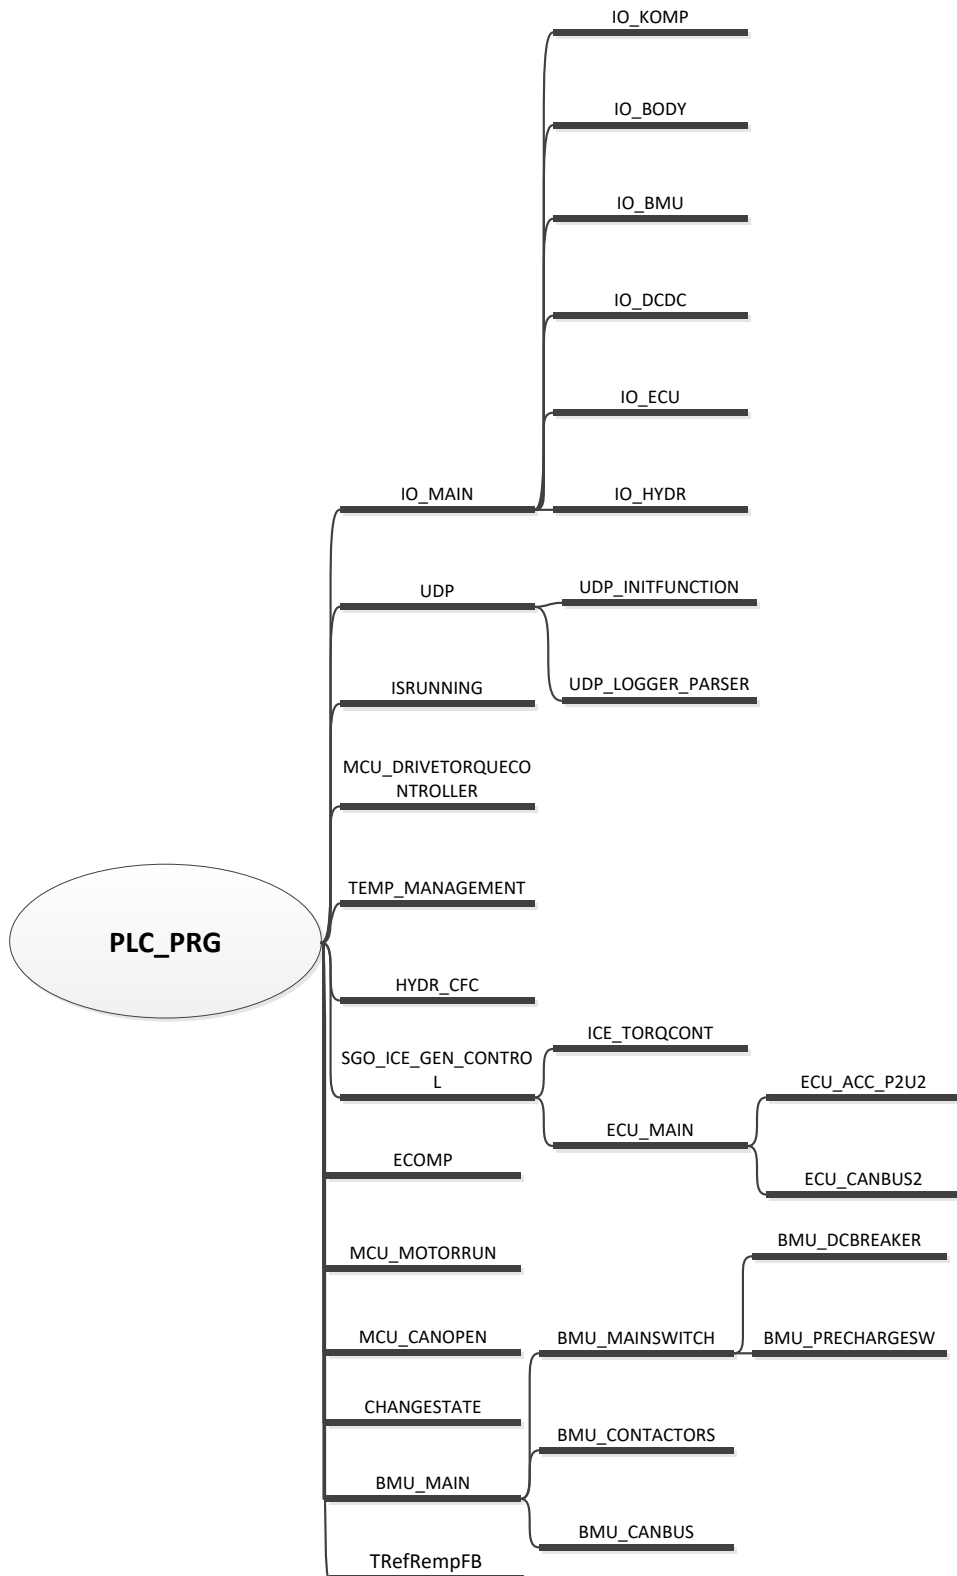 IO_KOMP
IO_BODY
IO_BMU
IO_DCDC
IO_ECU
IO_MAIN
IO_HYDR
UDP
UDP_INITFUNCTION
ISRUNNING
UDP_LOGGER_PARSER
MCU_DRIVETORQUECO
NTROLLER
TEMP_MANAGEMENT
PLC_PRG
HYDR_CFC
ICE_TORQCONT
SGO_ICE_GEN_CONTRO
L
ECU_ACC_P2U2
ECU_MAIN
ECOMP
ECU_CANBUS2
MCU_MOTORRUN
BMU_DCBREAKER
MCU_CANOPEN
BMU_MAINSWITCH
BMU_PRECHARGESW
CHANGESTATE
BMU_CONTACTORS
BMU_MAIN
BMU_CANBUS
TRefRempFB